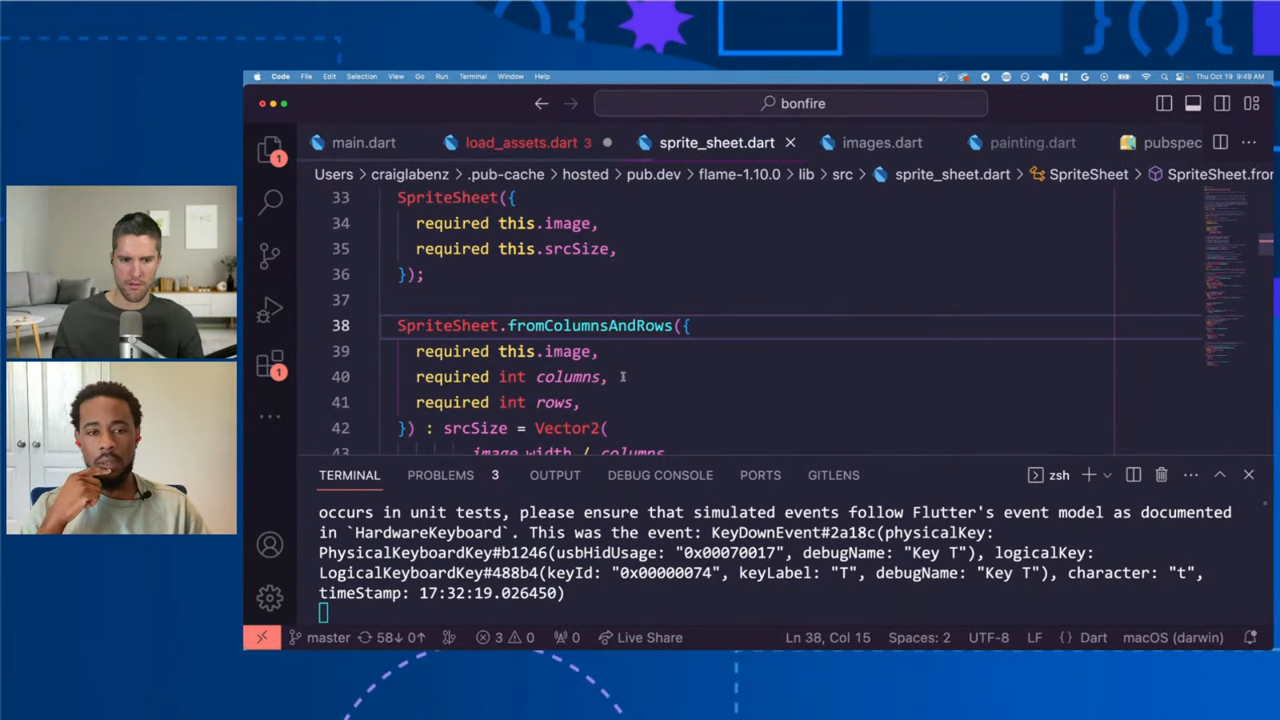 Code File Edit Selection View Go Run Terminal Window Help
Thu Oct 19 9:49 AM
bonfire
main.dart
load_assets.dart 3
sprite_sheet.dart
images.dart
painting.dart
pubspec
Users > craiglabenz > .pub-cache > hosted > pub.dev > flame-1.10.0 > lib > src > sprite_sheet.dart > SpriteSheet > SpriteSheet.fron
33 SpriteSheet({
34 required this.image,
35 required this.srcSize,
36 });
37
38 SpriteSheet.fromColumnsAndRows({
39 required this.image,
40 required int columns,
41 required int rows,
42 }) : srcSize = Vector2(
43 image.width / columns
1
1
TERMINAL PROBLEMS 3 OUTPUT DEBUG CONSOLE PORTS GITLENS
zsh
occurs in unit tests, please ensure that simulated events follow Flutter's event model as documented
in `HardwareKeyboard`. This was the event: KeyDownEvent#2a18c(physicalKey:
PhysicalKeyboardKey#b1246(usbHidUsage: "0x00070017", debugName: "Key T"), logicalKey:
LogicalKeyboardKey#488b4(keyId: "0x00000074", keyLabel: "T", debugName: "Key T"), character: "t",
timeStamp: 17:32:19.026450)
master 58↓ 0↑ 3 0 0 Live Share Ln 38, Col 15 Spaces: 2 UTF-8 LF {} Dart macOS (darwin)